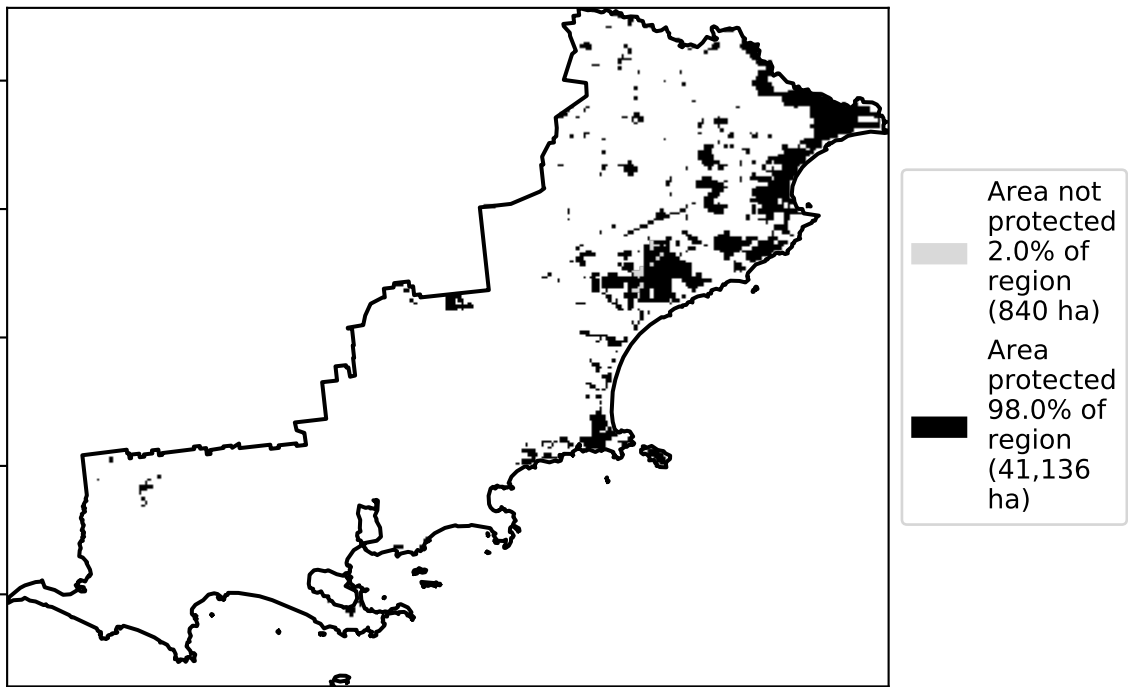 Area not
protected
2.0% of
region
(840 ha)
Area
protected
98.0% of
region
(41,136
ha)